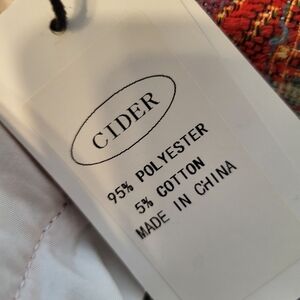 CIDER
95% POLYESTER
5% COTTON
MADE IN CHINA